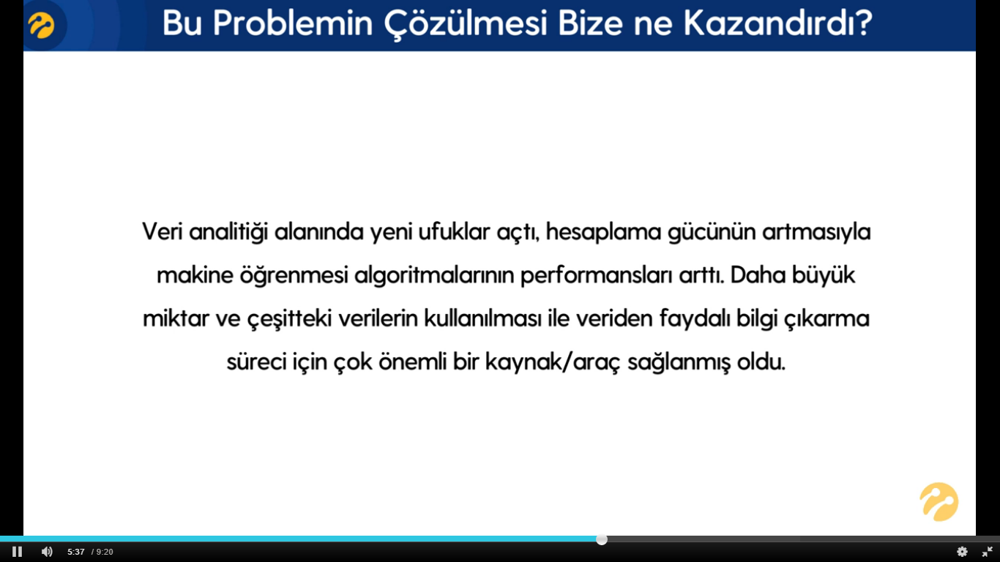 Bu Problemin Çözülmesi Bize ne Kazandırdı?
Veri analitiği alanında yeni ufuklar açtı, hesaplama gücünün artmasıyla
makine öğrenmesi algoritmalarının performansları arttı. Daha büyük
miktar ve çeşitteki verilerin kullanılması ile veriden faydalı bilgi çıkarma
süreci için çok önemli bir kaynak/araç sağlanmış oldu.
5:37 / 9:20